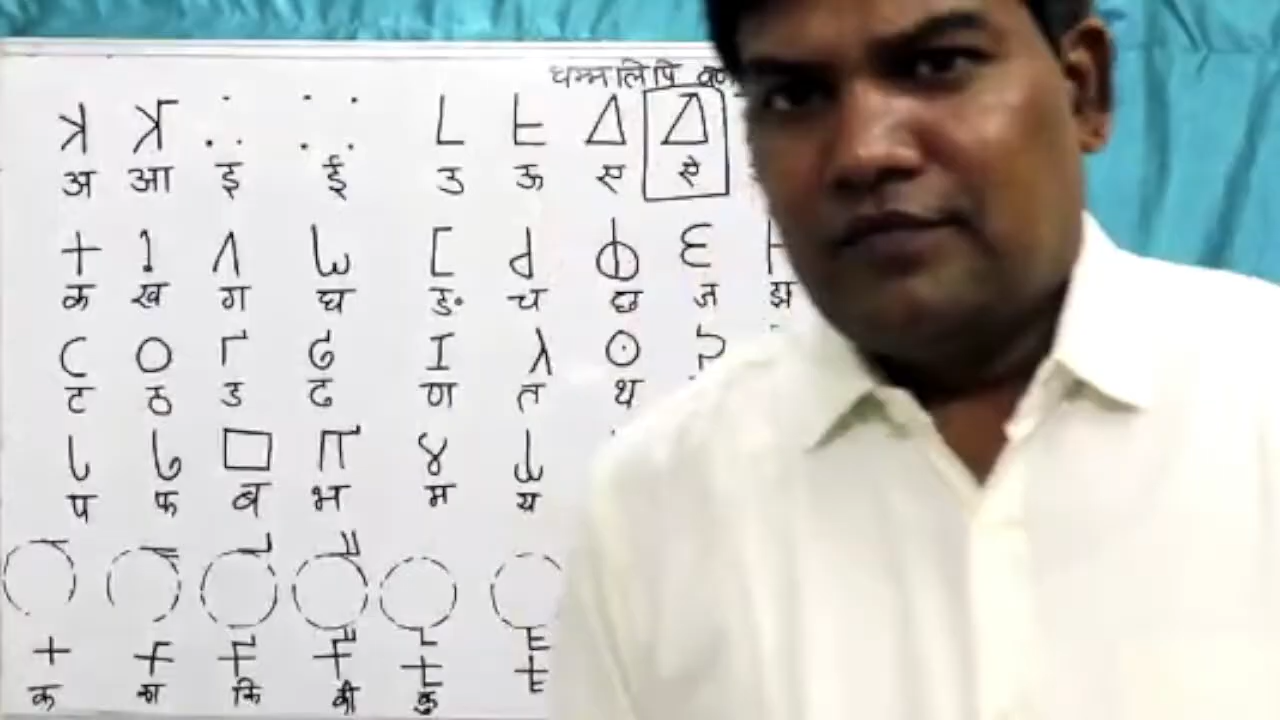 धम्मलिपि
𑀅 𑀆 𑀇 𑀈 𑀉 𑀊 𑀏 𑀐
अ आ इ ई उ ऊ ए ऐ
𑀓 𑀔 𑀕 𑀖 𑀗 𑀘 𑀙 𑀚
क ख ग घ ङ च छ ज झ
𑀝 𑀞 𑀟 𑀠 𑀡 𑀢 𑀣
ट ठ ड ढ ण त थ
𑀧 𑀨 𑀩 𑀪 𑀫 𑀬
प फ ब भ म य
𑀓 𑀓𑀸 𑀓𑀺 𑀓𑀻 𑀓𑀼 𑀓𑀽
क का कि की कु